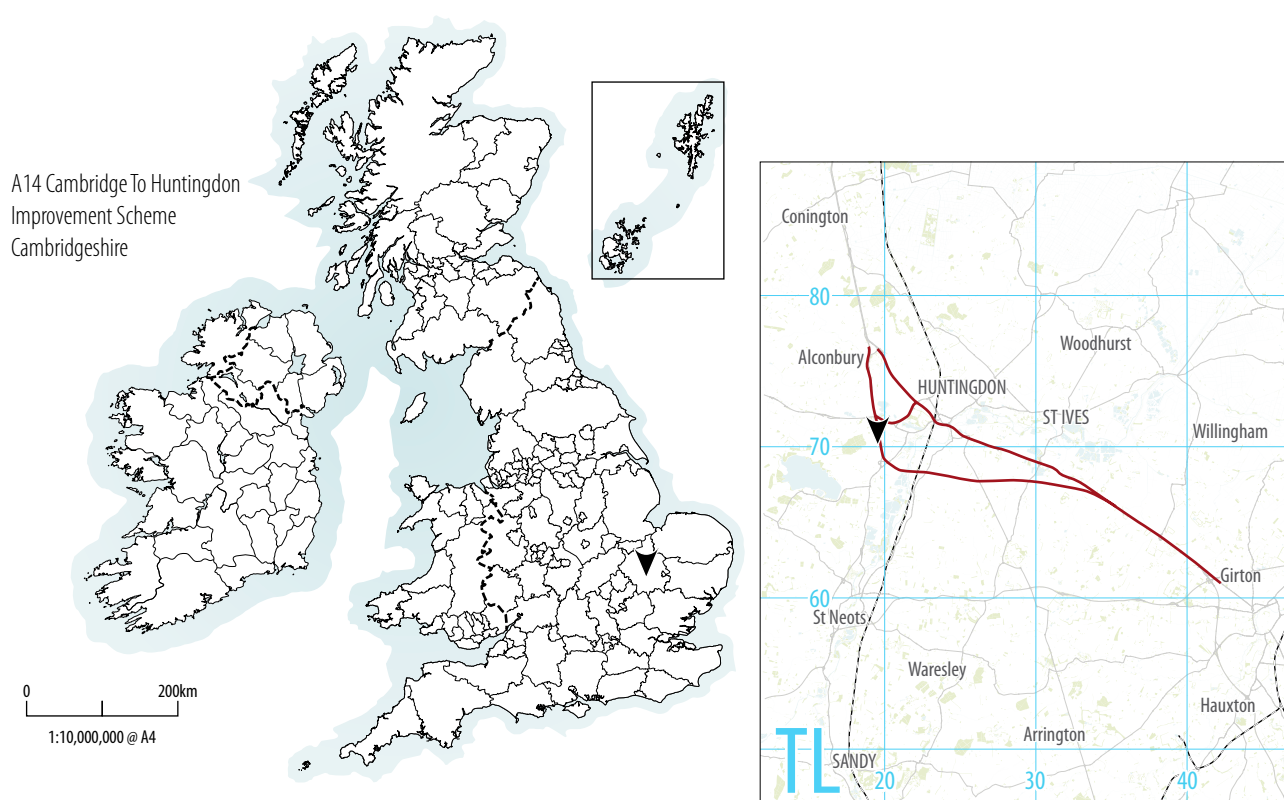 A14 Cambridge To Huntingdon
Improvement Scheme
Cambridgeshire
0 200km
1:10,000,000 @ A4
Conington
80
Alconbury
Woodhurst
HUNTINGDON
ST IVES
Willingham
70
Girton
60
St Neots
Waresley
Hauxton
Arrington
TL
SANDY
20 30 40